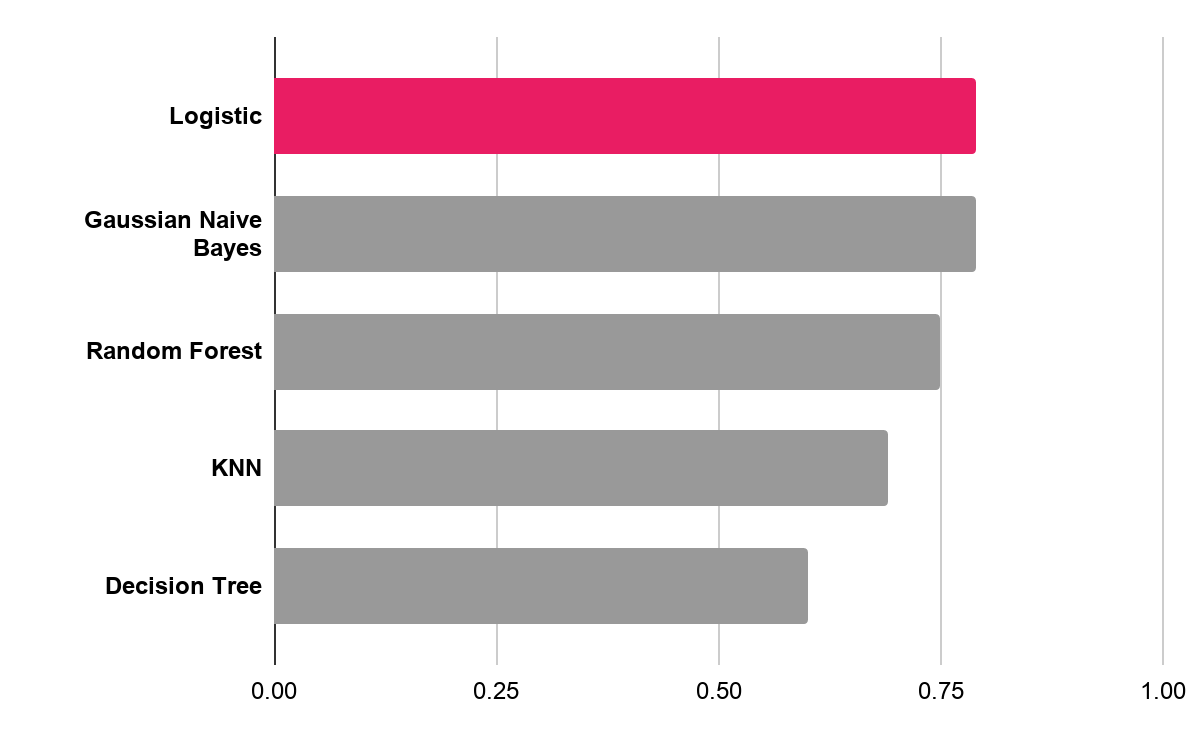 Logistic
Gaussian Naive
Bayes
Random Forest
KNN
Decision Tree
0.00 0.25 0.50 0.75 1.00